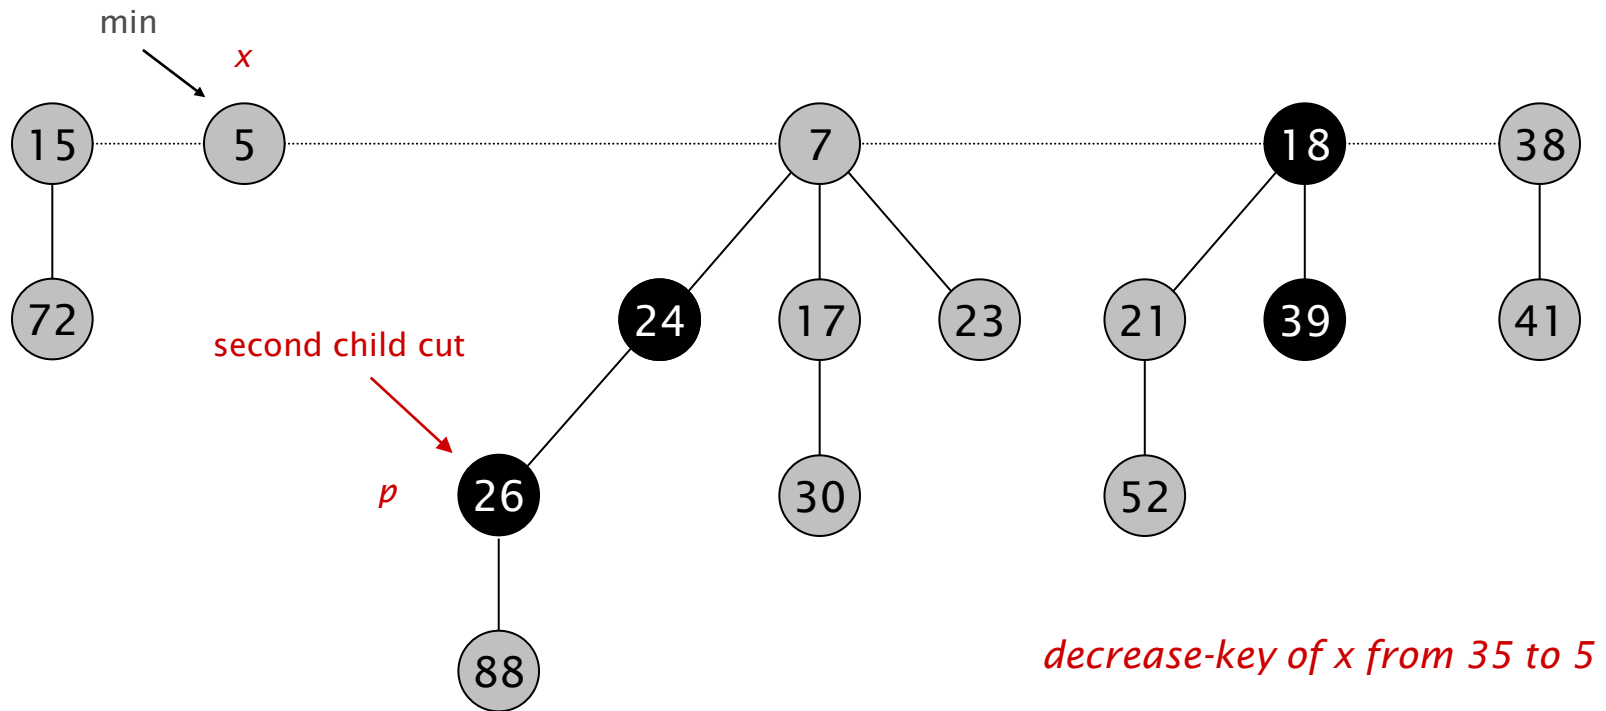 min
x
15 5 7 18 38
72 24 17 23 21 39 41
second child cut
p 26 30 52
88
decrease-key of x from 35 to 5